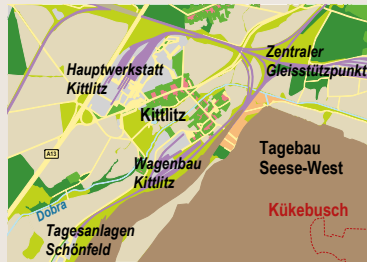 Zentraler
Gleisstützpunkt
Hauptwerkstatt
Kittlitz
Kittlitz
A13
Wagenbau
Kittlitz
Tagebau
Seese-West
Kükebusch
Dobra
Tagesanlagen
Schönfeld